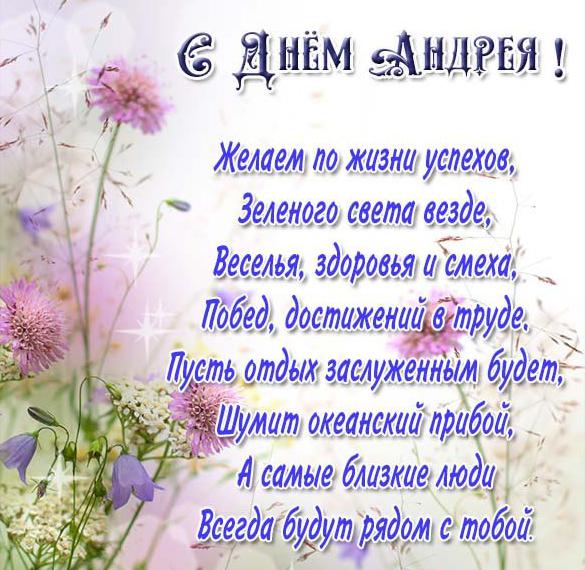 С Днём Андрея !
Желаем по жизни успехов,
Зеленого света везде,
Веселья, здоровья и смеха,
Побед, достижений в труде.
Пусть отдых заслуженным будет,
Шумит океанский прибой,
А самые близкие люди
Всегда будут рядом с тобой.